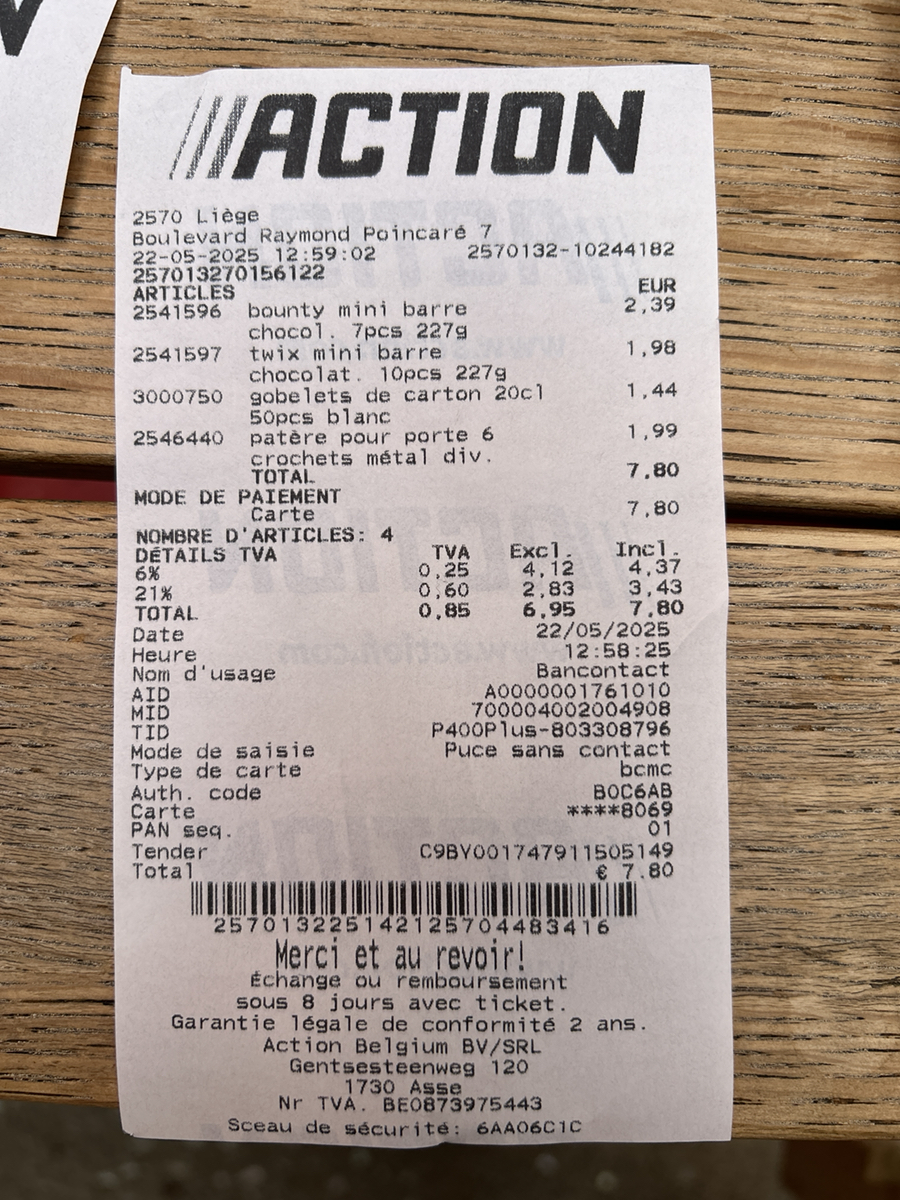 ACTION
2570 Liège
Boulevard Raymond Poincaré 7
22-05-2025 12:59:02 2570132-10244182
257013270156122
ARTICLES EUR
2541596 bounty mini barre 2,39
chocol. 7pcs 227g
2541597 twix mini barre 1,98
chocolat. 10pcs 227g
3000750 gobelets de carton 20cl 1,44
50pcs blanc
2546440 patère pour porte 6 1,99
crochets métal div.
TOTAL 7,80
MODE DE PAIEMENT
Carte 7,80
NOMBRE D'ARTICLES: 4
DÉTAILS TVA TVA Excl. Incl.
6% 0,25 4,12 4,37
21% 0,60 2,83 3,43
TOTAL 0,85 6,95 7,80
Date 22/05/2025
Heure 12:58:25
Nom d'usage Bancontact
AID A0000001761010
MID 700004002004908
TID P400Plus-803308796
Mode de saisie Puce sans contact
Type de carte bcmc
Auth. code B0C6AB
Carte ****8069
PAN seq. 01
Tender C9BY001747911505149
Total € 7.80
257013225142125704483416
Merci et au revoir!
Échange ou remboursement
sous 8 jours avec ticket.
Garantie légale de conformité 2 ans.
Action Belgium BV/SRL
Gentsesteenweg 120
1730 Asse
Nr TVA. BE0873975443
Sceau de sécurité: 6AA06C1C